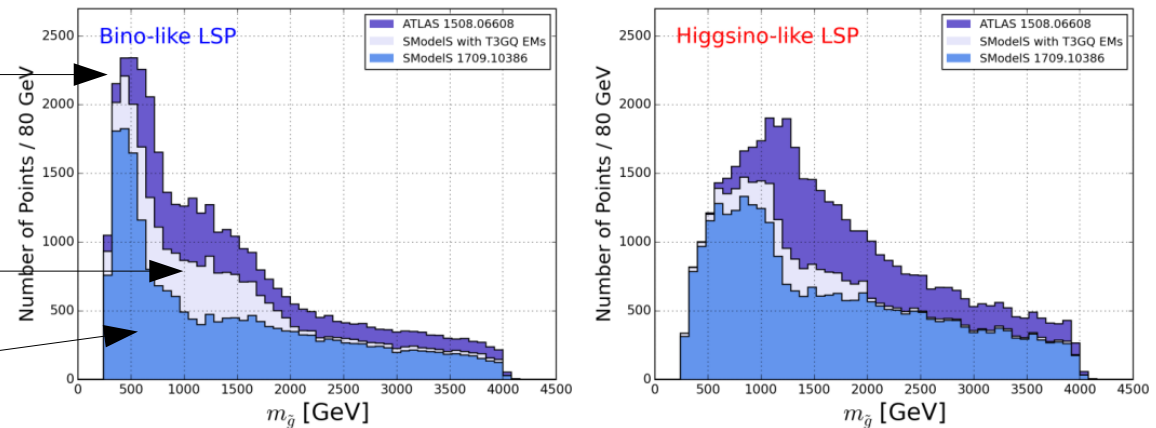 Bino-like LSP
ATLAS 1508.06608
SModelS with T3GQ EMs
SModelS 1709.10386
Number of Points / 80 GeV
2500
2000
1500
1000
500
0
0 500 1000 1500 2000 2500 3000 3500 4000 4500
m_g̃ [GeV]
Higgsino-like LSP
ATLAS 1508.06608
SModelS with T3GQ EMs
SModelS 1709.10386
Number of Points / 80 GeV
2500
2000
1500
1000
500
0
0 500 1000 1500 2000 2500 3000 3500 4000 4500
m_g̃ [GeV]